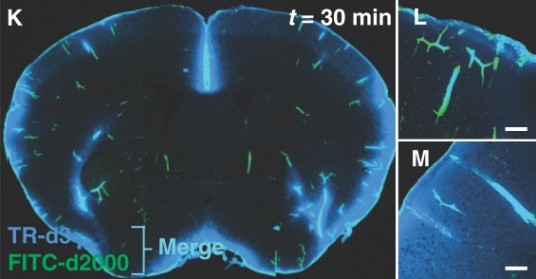 K
t = 30 min
L
M
TR-d3
FITC-d2000
Merge